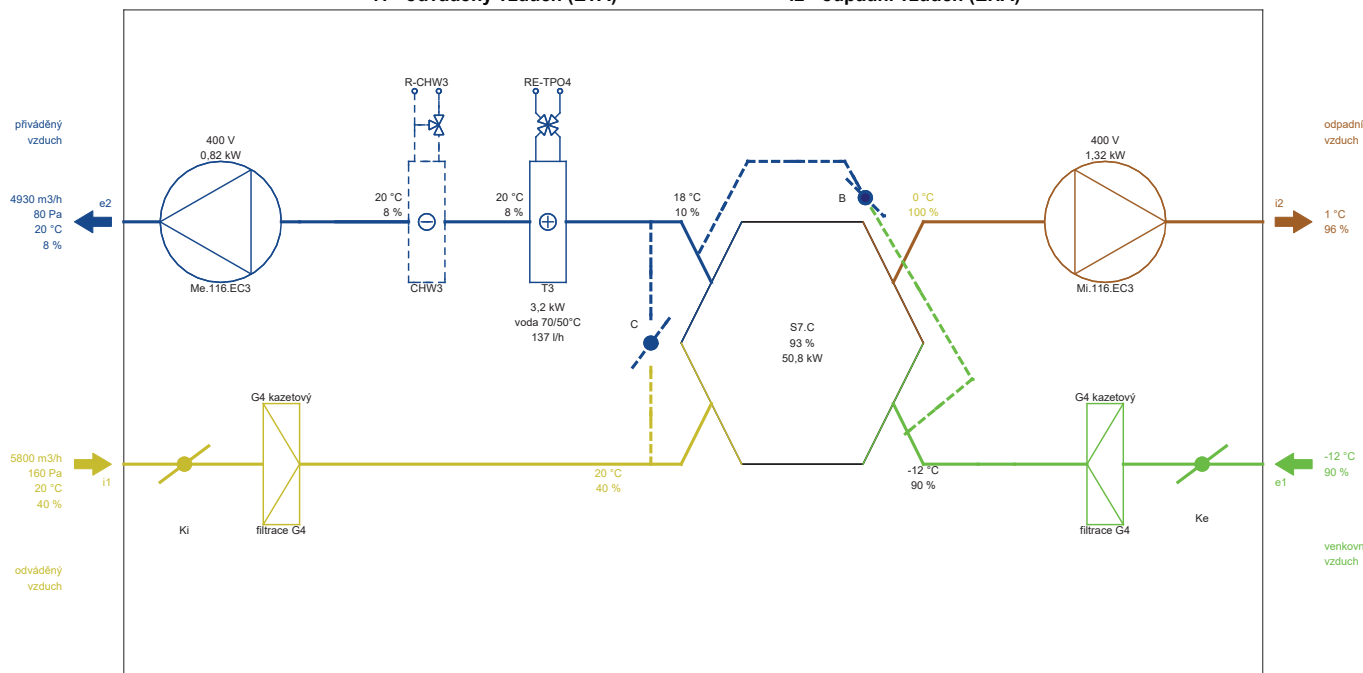 R-CHW3
RE-TPO4
přiváděný
vzduch
400 V
0,82 kW
400 V
1,32 kW
odpadní
vzduch
4930 m3/h
80 Pa
20 °C
8 %
e2
20 °C
8 %
20 °C
8 %
18 °C
10 %
B
0 °C
100 %
i2
1 °C
96 %
Me.116.EC3
CHW3
T3
Mi.116.EC3
3,2 kW
voda 70/50°C
137 l/h
C
S7.C
93 %
50,8 kW
G4 kazetový
G4 kazetový
5800 m3/h
160 Pa
20 °C
40 %
i1
20 °C
40 %
-12 °C
90 %
-12 °C
90 %
e1
Ki
filtrace G4
filtrace G4
Ke
odváděný
vzduch
venkovn
vzduch